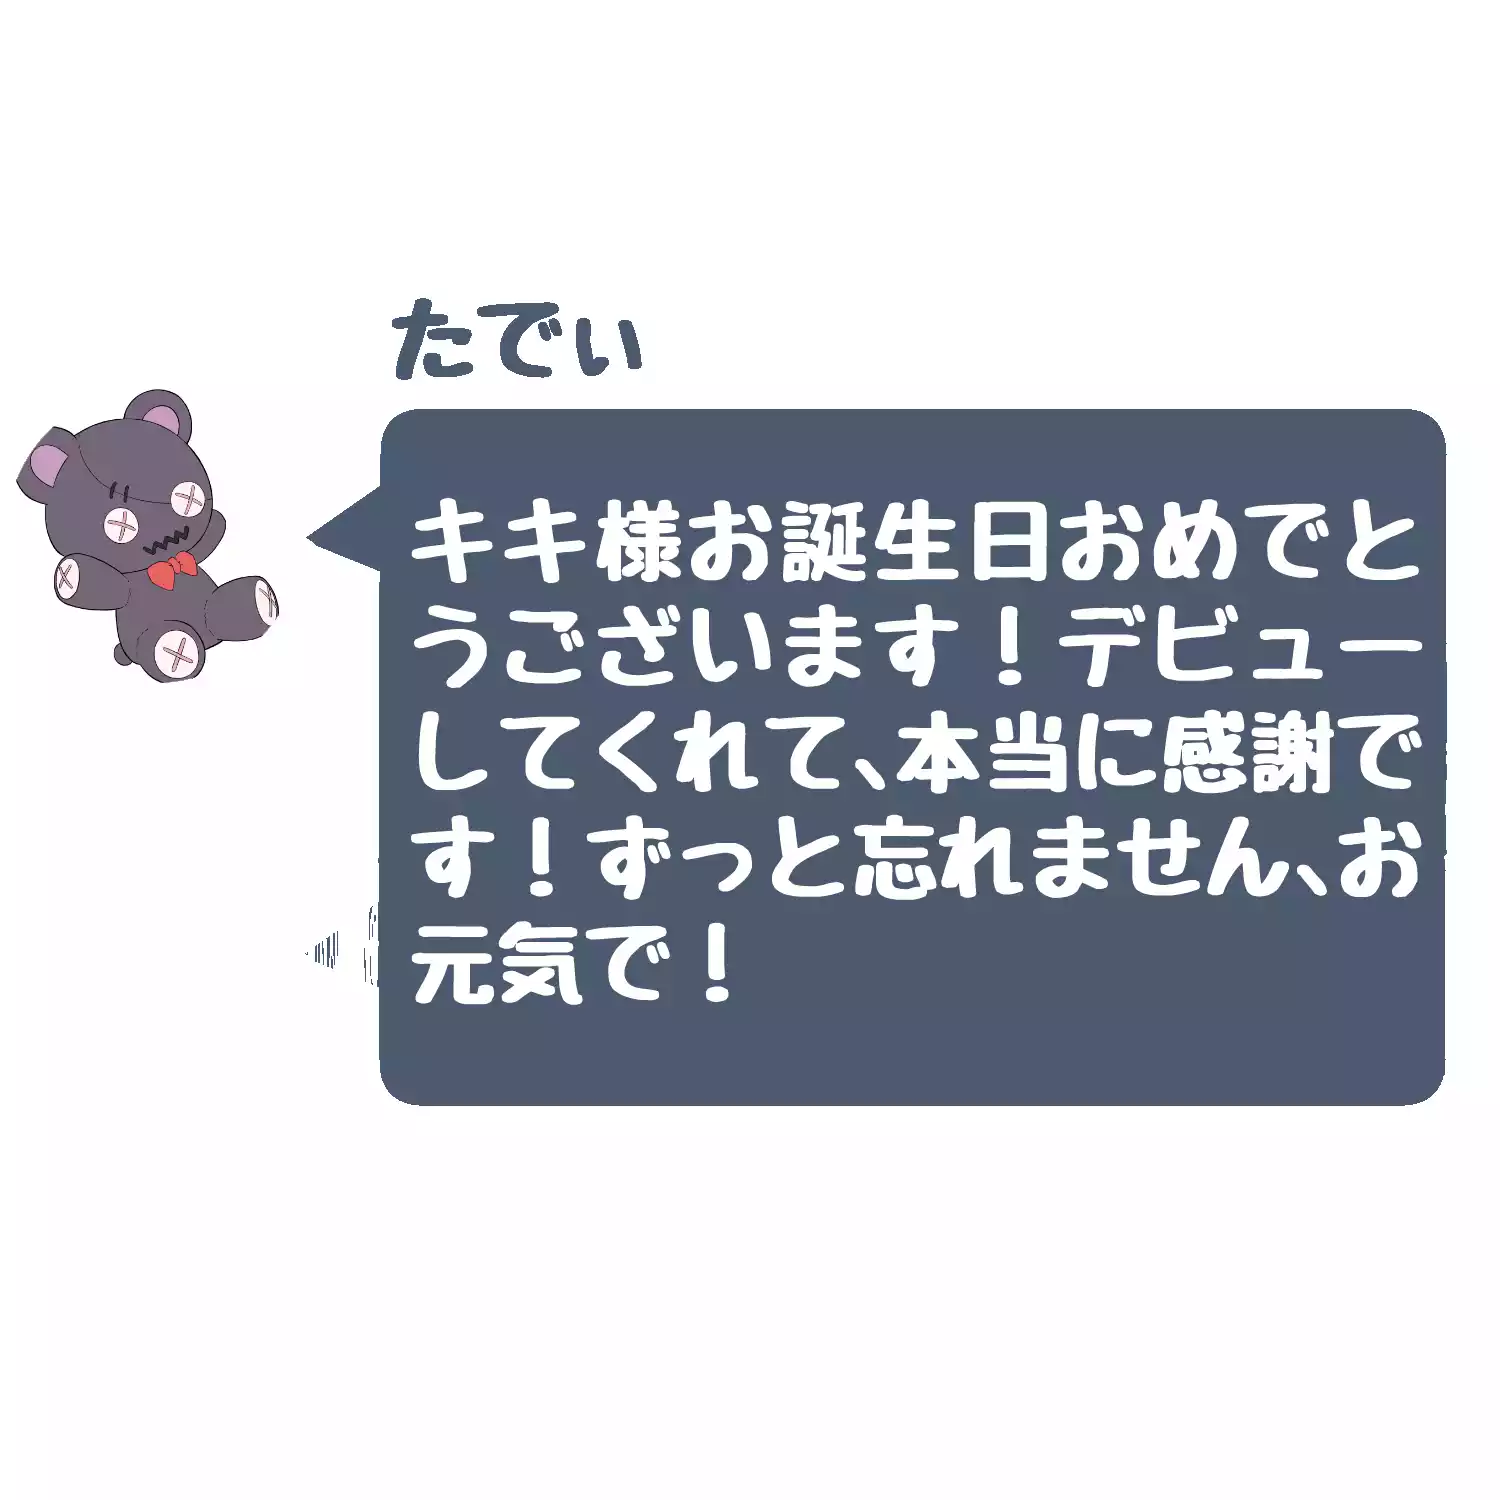 たでぃ
キキ様お誕生日おめでと
うございます！デビュー
してくれて、本当に感謝で
す！ずっと忘れません、お
元気で！